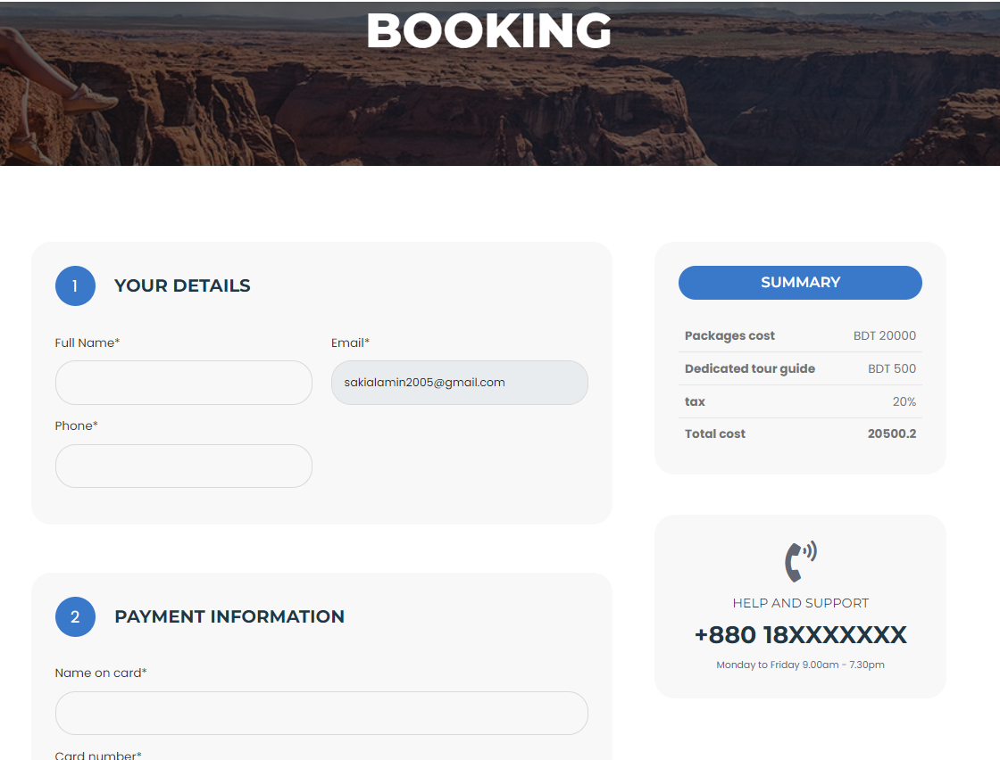 BOOKING
1 YOUR DETAILS
Full Name* Email*
sakialamin2005@gmail.com
Phone*
2 PAYMENT INFORMATION
Name on card*
Card number*
SUMMARY
Packages cost BDT 20000
Dedicated tour guide BDT 500
tax 20%
Total cost 20500.2
HELP AND SUPPORT
+880 18XXXXXXX
Monday to Friday 9.00am - 7.30pm